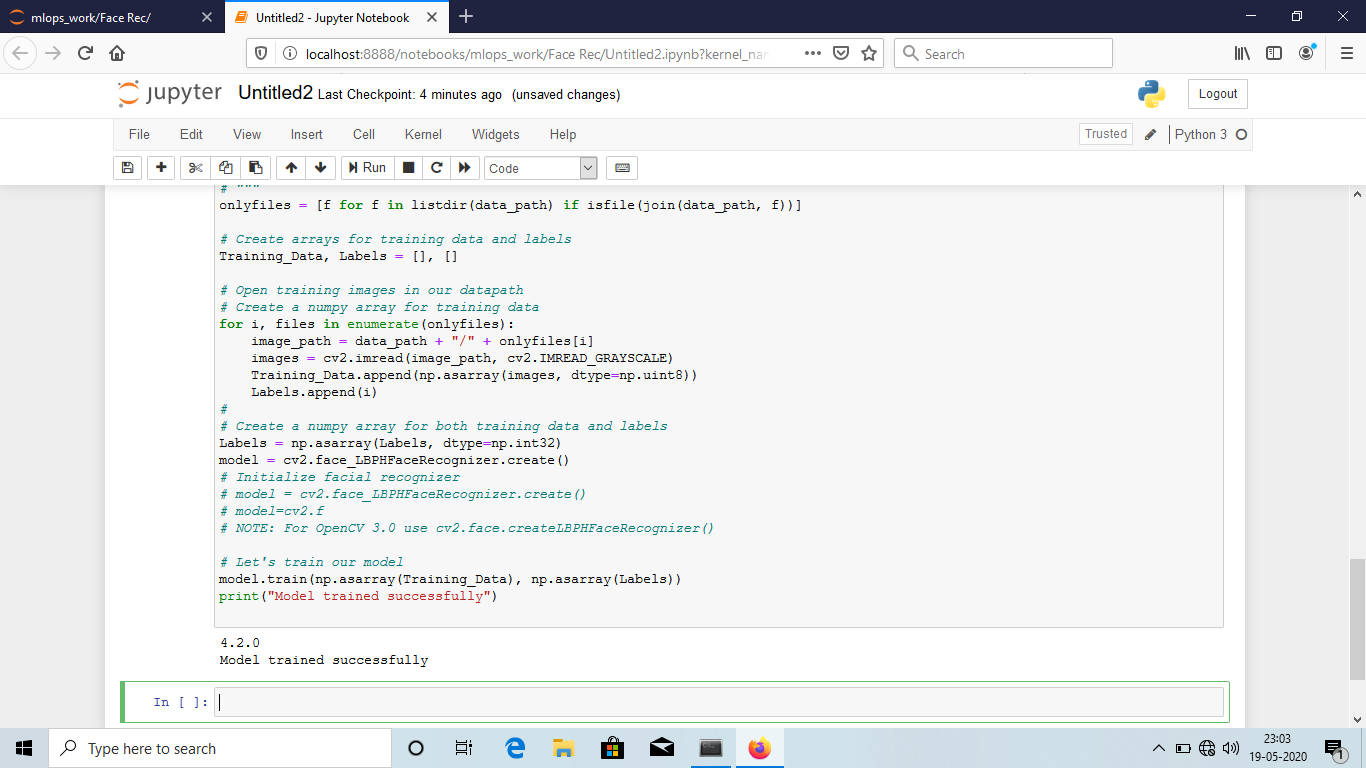 mlops_work/Face Rec/
Untitled2 - Jupyter Notebook
localhost:8888/notebooks/mlops_work/Face Rec/Untitled2.ipynb?kernel_nar
Search
jupyter Untitled2 Last Checkpoint: 4 minutes ago (unsaved changes)
Logout
File Edit View Insert Cell Kernel Widgets Help
Trusted
Python 3
Run
Code
# """
onlyfiles = [f for f in listdir(data_path) if isfile(join(data_path, f))]
# Create arrays for training data and labels
Training_Data, Labels = [], []
# Open training images in our datapath
# Create a numpy array for training data
for i, files in enumerate(onlyfiles):
    image_path = data_path + "/" + onlyfiles[i]
    images = cv2.imread(image_path, cv2.IMREAD_GRAYSCALE)
    Training_Data.append(np.asarray(images, dtype=np.uint8))
    Labels.append(i)
#
# Create a numpy array for both training data and labels
Labels = np.asarray(Labels, dtype=np.int32)
model = cv2.face_LBPHFaceRecognizer.create()
# Initialize facial recognizer
# model = cv2.face_LBPHFaceRecognizer.create()
# model=cv2.f
# NOTE: For OpenCV 3.0 use cv2.face.createLBPHFaceRecognizer()
# Let's train our model
model.train(np.asarray(Training_Data), np.asarray(Labels))
print("Model trained successfully")
4.2.0
Model trained successfully
In [ ]:
Type here to search
23:03
19-05-2020
1